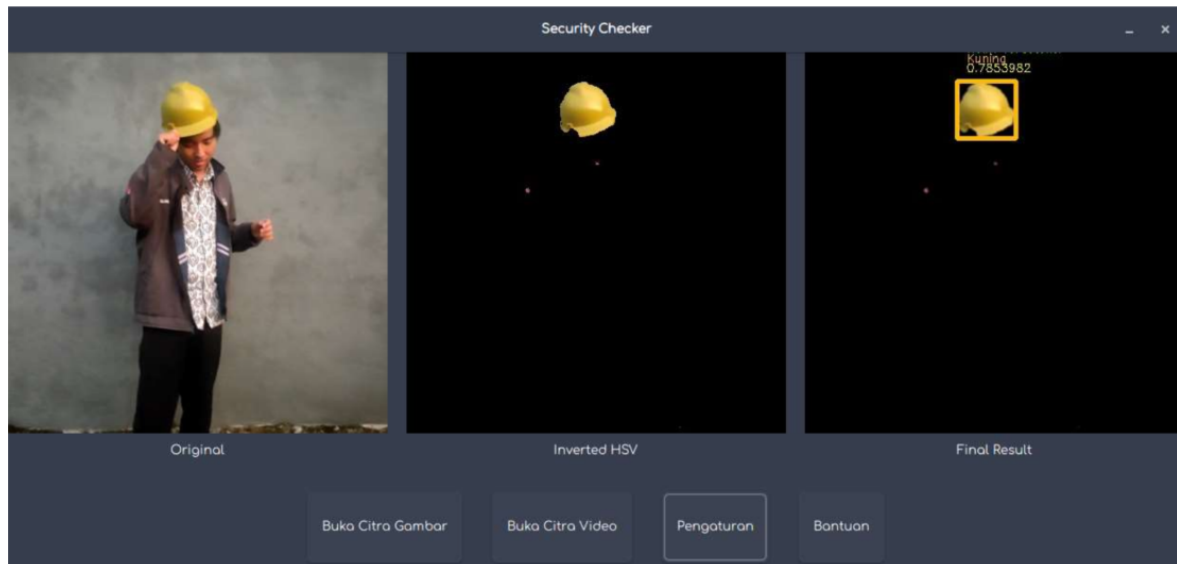 Security Checker
Kuning
0.7853982
Original
Inverted HSV
Final Result
Buka Citra Gambar
Buka Citra Video
Pengaturan
Bantuan